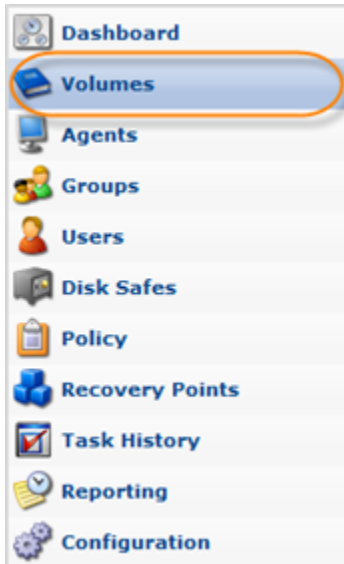 Dashboard
Volumes
Agents
Groups
Users
Disk Safes
Policy
Recovery Points
Task History
Reporting
Configuration